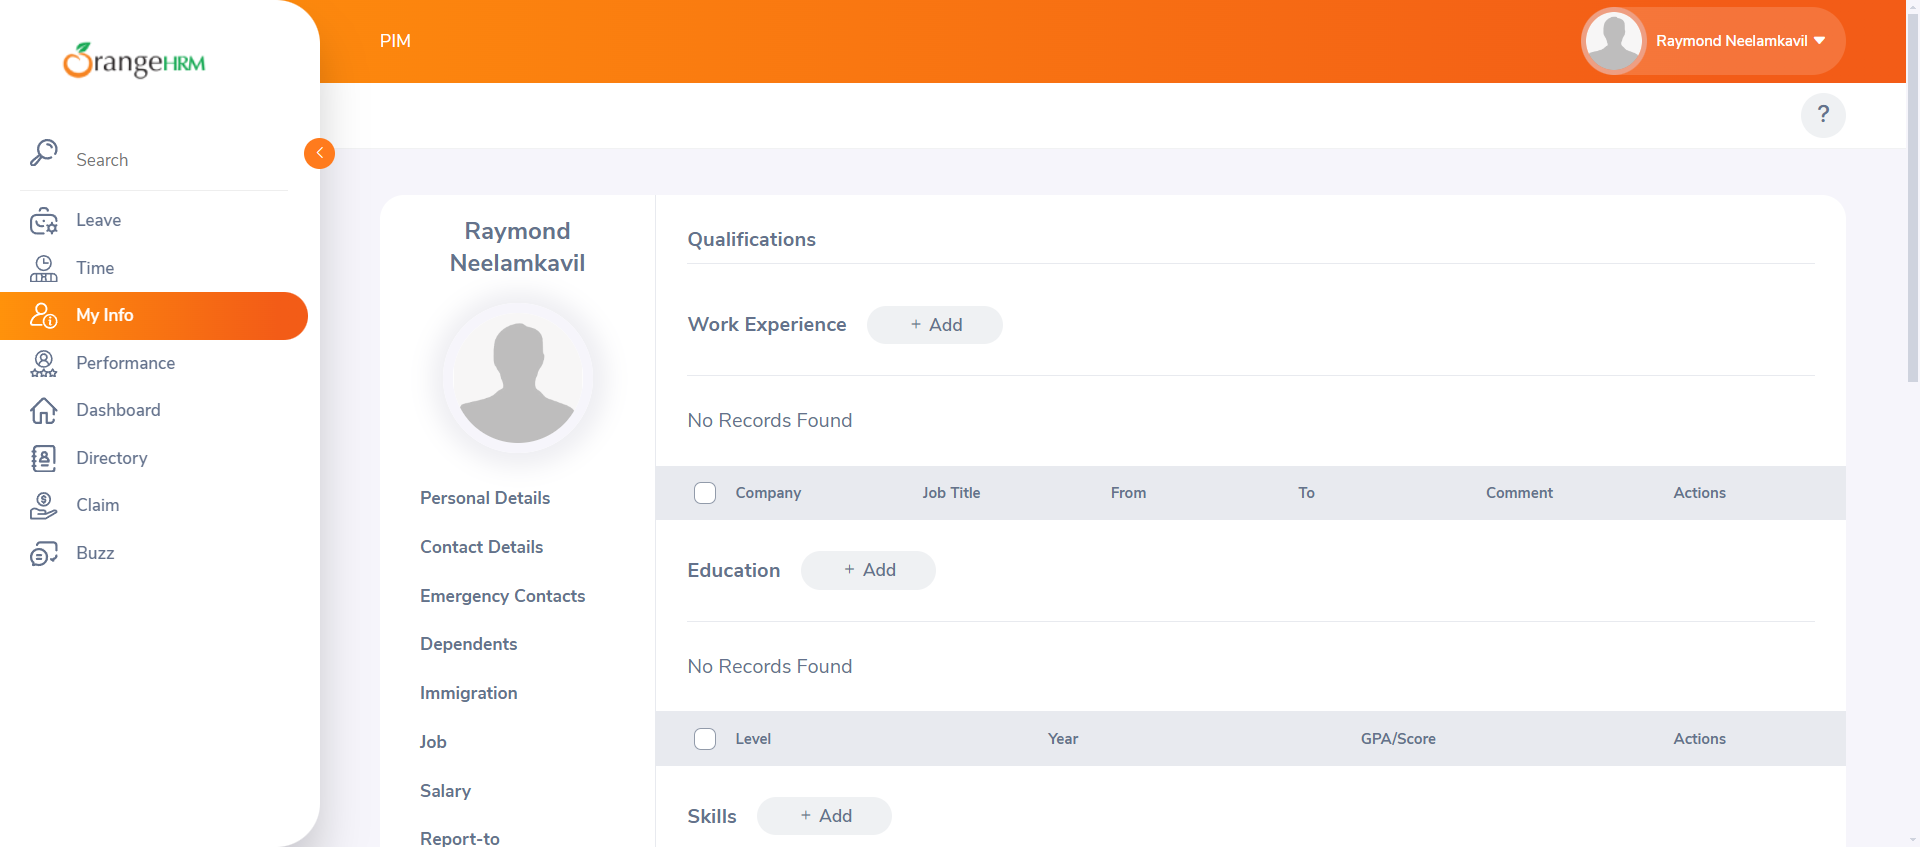 OrangeHRM
PIM
Raymond Neelamkavil
?
Search
Leave
Time
My Info
Performance
Dashboard
Directory
Claim
Buzz
Raymond
Neelamkavil
Personal Details
Contact Details
Emergency Contacts
Dependents
Immigration
Job
Salary
Report-to
Qualifications
Work Experience + Add
No Records Found
Company Job Title From To Comment Actions
Education + Add
No Records Found
Level Year GPA/Score Actions
Skills + Add